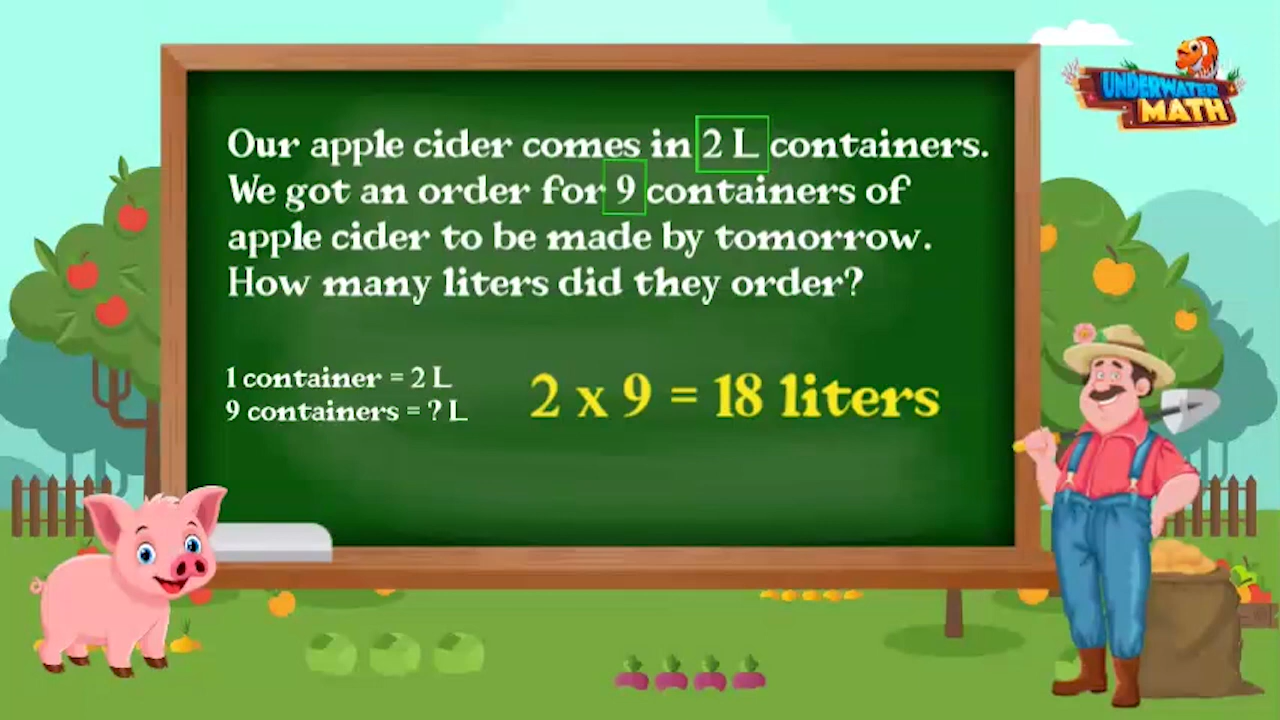 Our apple cider comes in 2 L containers.
We got an order for 9 containers of
apple cider to be made by tomorrow.
How many liters did they order?
1 container = 2 L
9 containers = ? L
2 x 9 = 18 liters
UNDERWATER
MATH